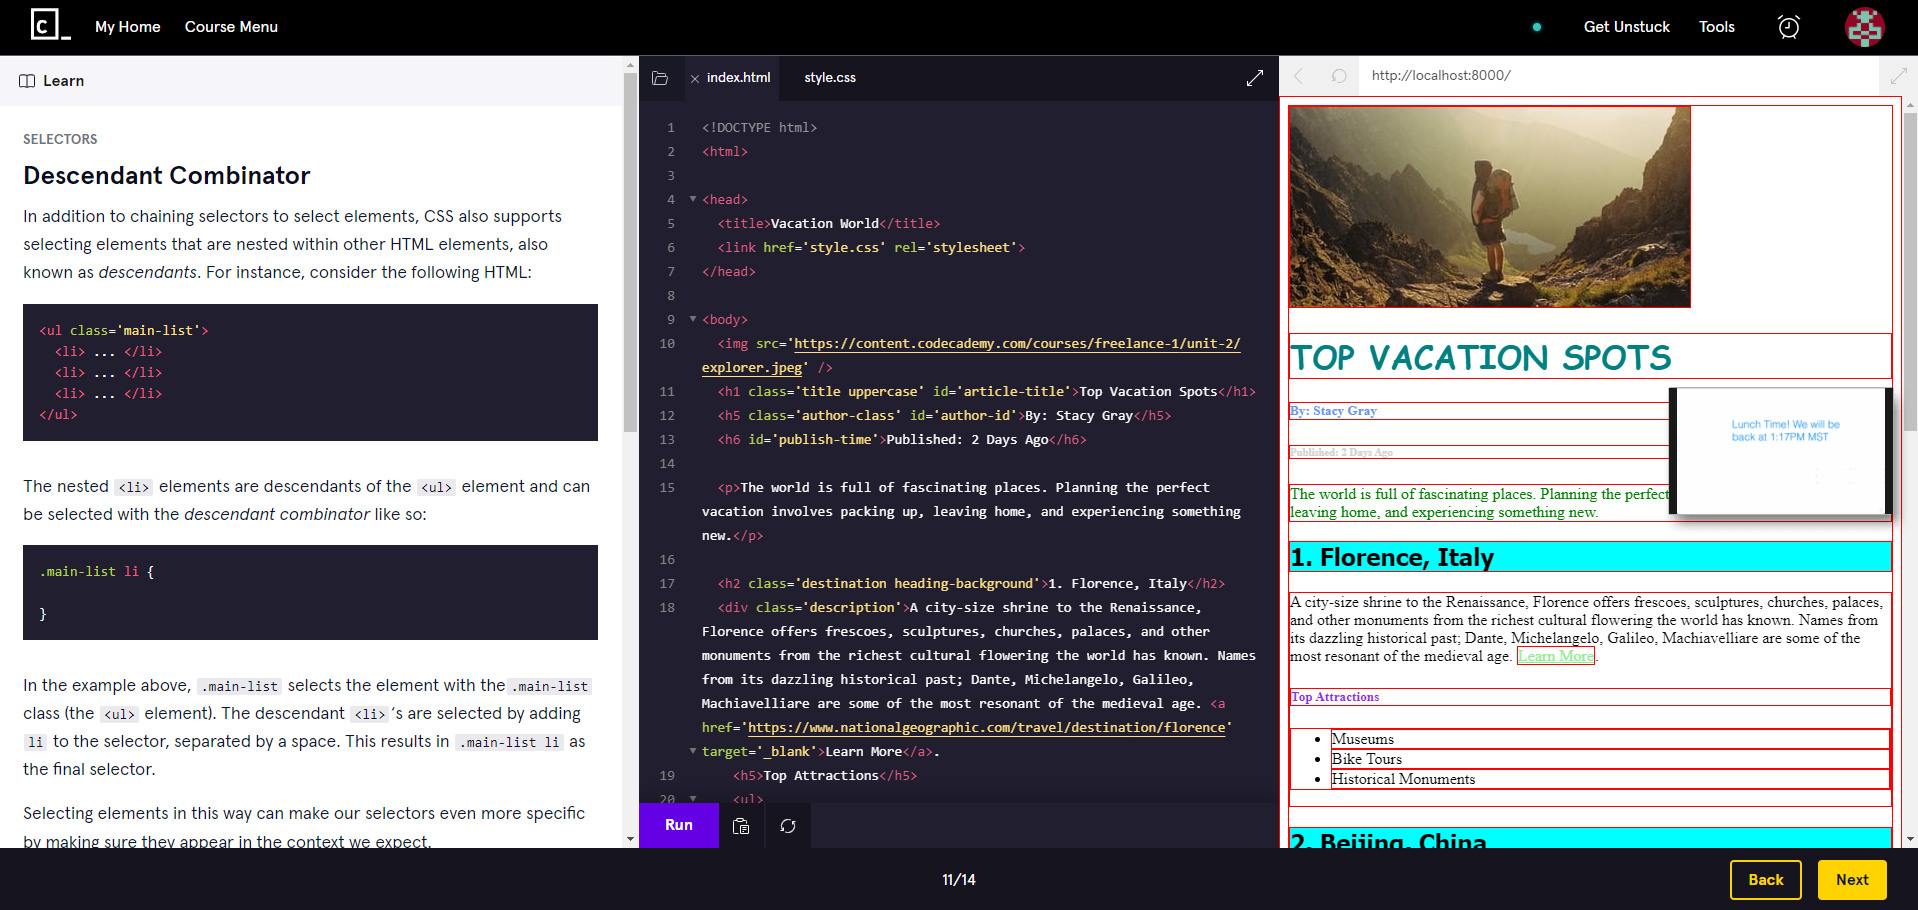 My Home
Course Menu
Get Unstuck
Tools
Learn
SELECTORS
Descendant Combinator
In addition to chaining selectors to select elements, CSS also supports
selecting elements that are nested within other HTML elements, also
known as descendants. For instance, consider the following HTML:
<ul class='main-list'>
<li> ... </li>
<li> ... </li>
<li> ... </li>
</ul>
The nested <li> elements are descendants of the <ul> element and can
be selected with the descendant combinator like so:
.main-list li {
}
In the example above, .main-list selects the element with the .main-list
class (the <ul> element). The descendant <li> 's are selected by adding
li to the selector, separated by a space. This results in .main-list li as
the final selector.
Selecting elements in this way can make our selectors even more specific
by making sure they appear in the context we expect.
index.html
style.css
1 <!DOCTYPE html>
2 <html>
3
4 <head>
5 <title>Vacation World</title>
6 <link href='style.css' rel='stylesheet'>
7 </head>
8
9 <body>
10 <img src='https://content.codecademy.com/courses/freelance-1/unit-2/
explorer.jpeg' />
11 <h1 class='title uppercase' id='article-title'>Top Vacation Spots</h1>
12 <h5 class='author-class' id='author-id'>By: Stacy Gray</h5>
13 <h6 id='publish-time'>Published: 2 Days Ago</h6>
14
15 <p>The world is full of fascinating places. Planning the perfect
vacation involves packing up, leaving home, and experiencing something
new.</p>
16
17 <h2 class='destination heading-background'>1. Florence, Italy</h2>
18 <div class='description'>A city-size shrine to the Renaissance,
Florence offers frescoes, sculptures, churches, palaces, and other
monuments from the richest cultural flowering the world has known. Names
from its dazzling historical past; Dante, Michelangelo, Galileo,
Machiavelliare are some of the most resonant of the medieval age. <a
href='https://www.nationalgeographic.com/travel/destination/florence'
target='_blank'>Learn More</a>.
19 <h5>Top Attractions</h5>
20 <ul>
Run
http://localhost:8000/
TOP VACATION SPOTS
By: Stacy Gray
Published: 2 Days Ago
The world is full of fascinating places. Planning the perfect
leaving home, and experiencing something new.
Lunch Time! We will be
back at 1:17PM MST
1. Florence, Italy
A city-size shrine to the Renaissance, Florence offers frescoes, sculptures, churches, palaces,
and other monuments from the richest cultural flowering the world has known. Names from
its dazzling historical past; Dante, Michelangelo, Galileo, Machiavelliare are some of the
most resonant of the medieval age. Learn More.
Top Attractions
Museums
Bike Tours
Historical Monuments
2. Beijing, China
11/14
Back
Next